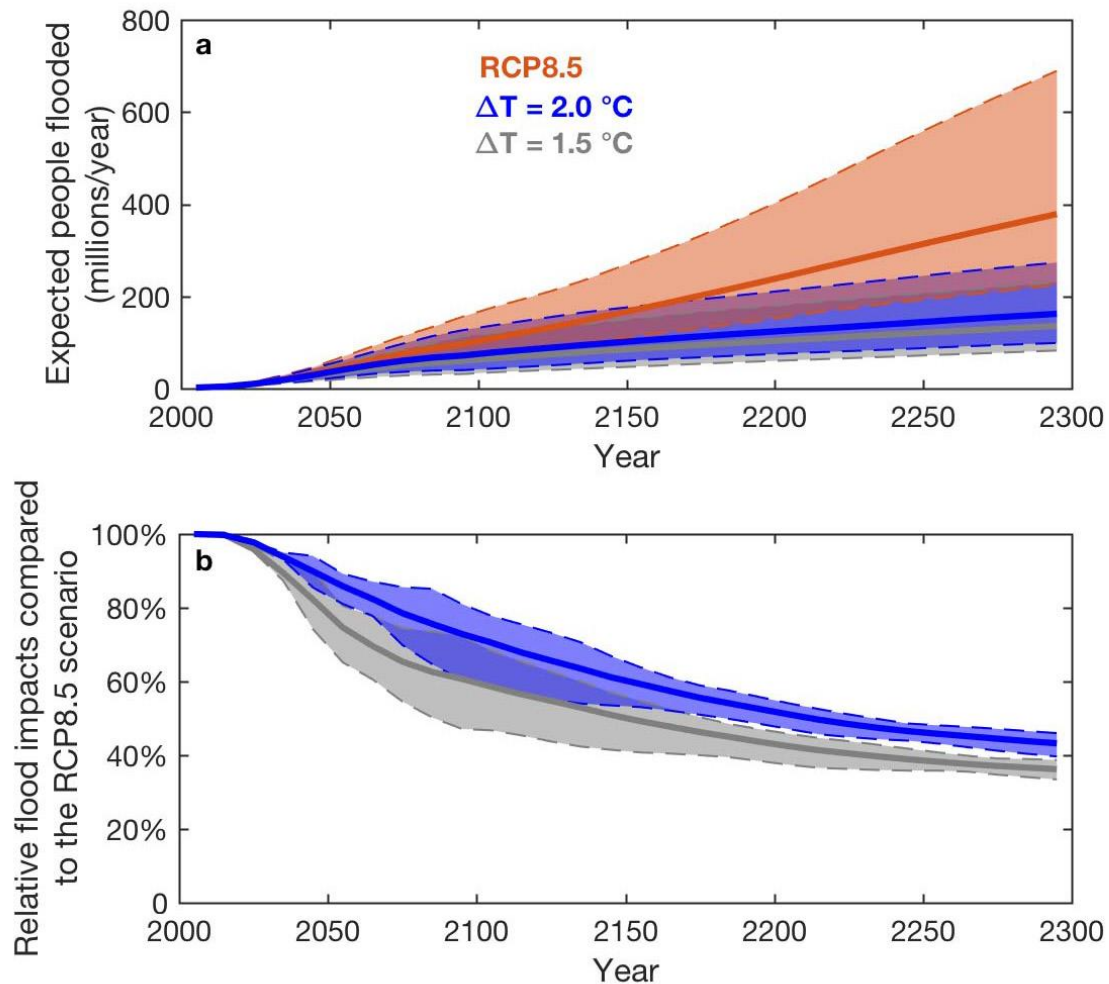 a
RCP8.5
ΔT = 2.0 °C
ΔT = 1.5 °C
Expected people flooded
(millions/year)
800
600
400
200
0
2000 2050 2100 2150 2200 2250 2300
Year
b
Relative flood impacts compared
to the RCP8.5 scenario
100%
80%
60%
40%
20%
0
2000 2050 2100 2150 2200 2250 2300
Year